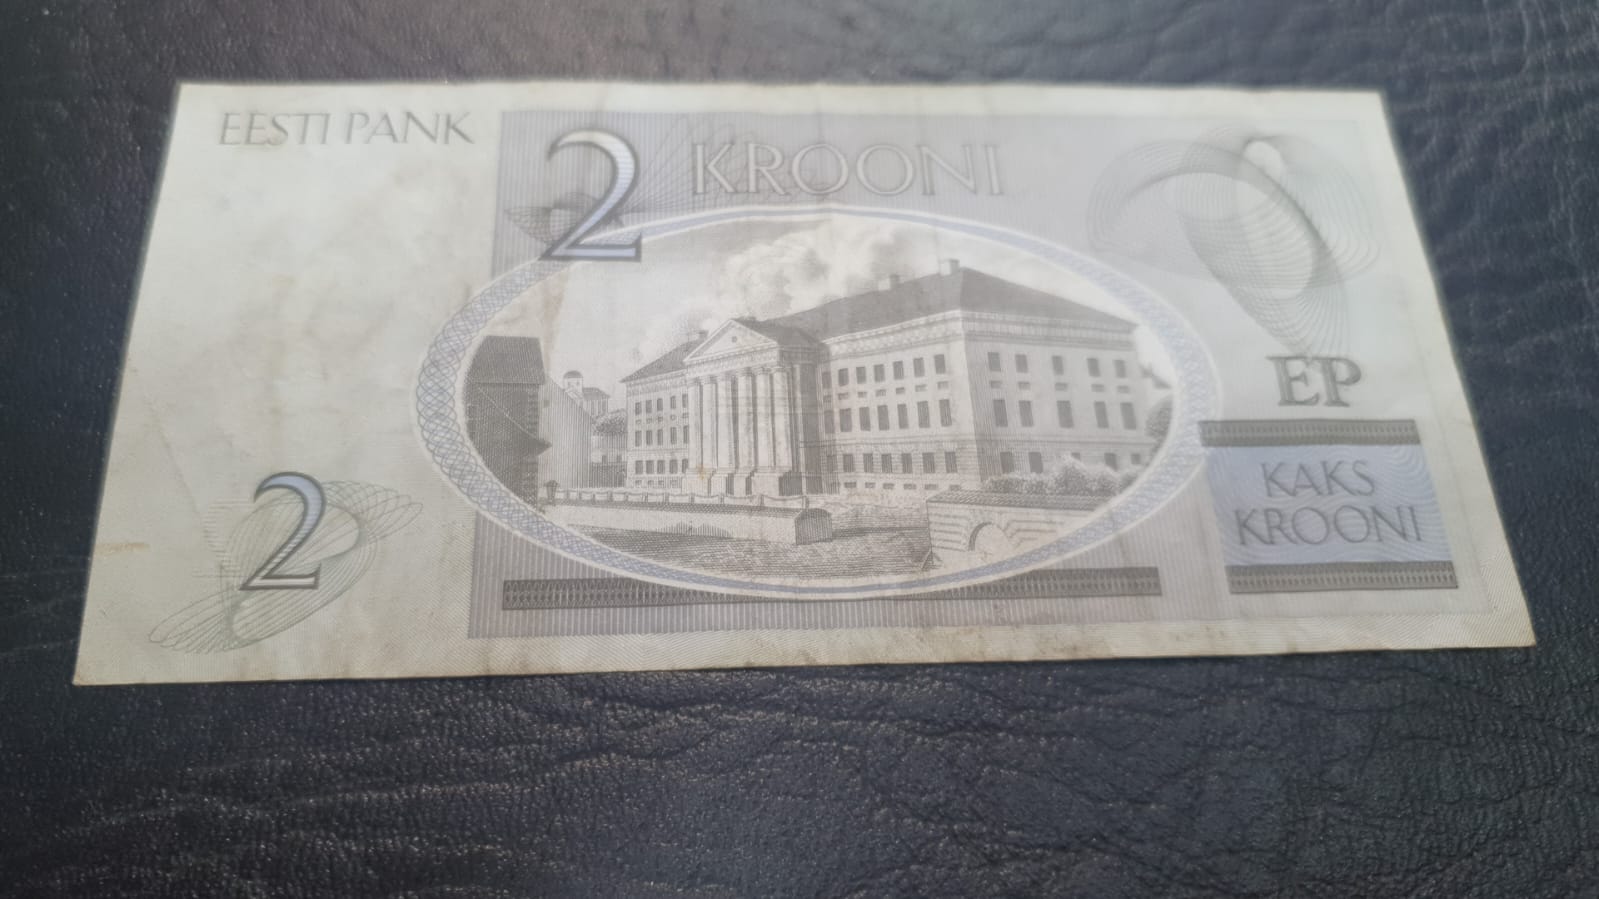 EESTI PANK
2 KROONI
EP
KAKS
KROONI
2